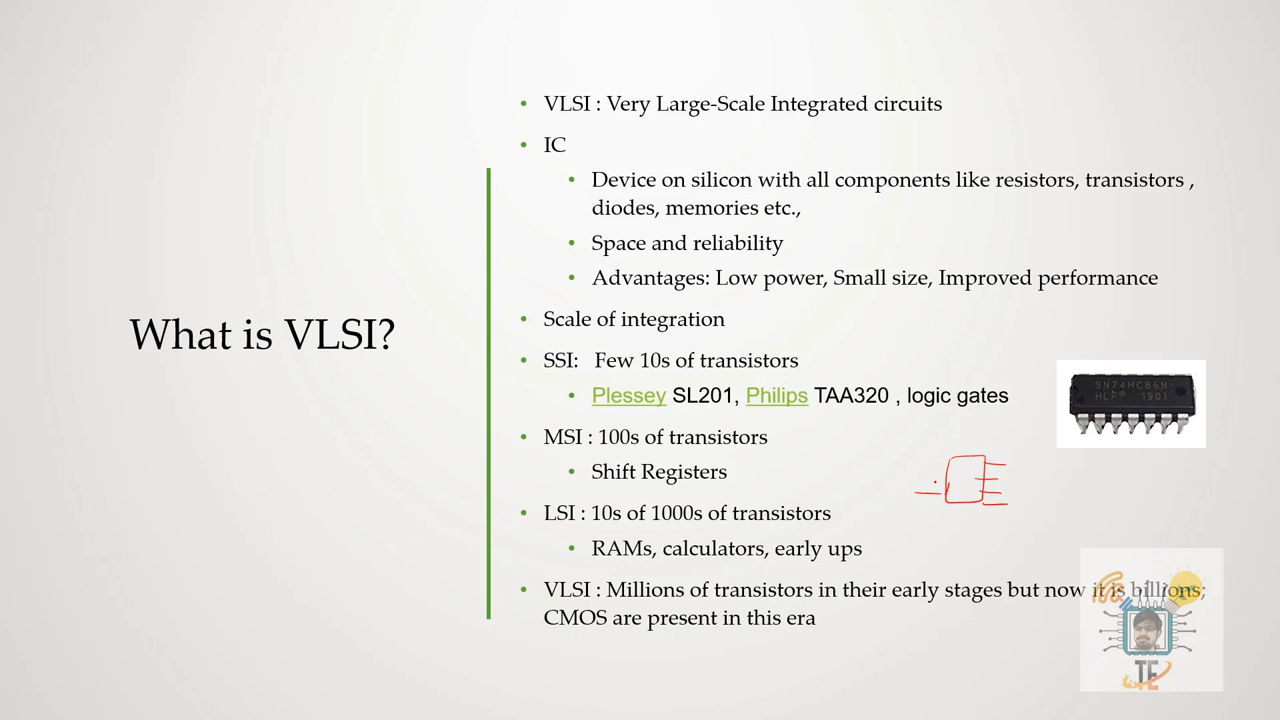 What is VLSI?
• VLSI : Very Large-Scale Integrated circuits
• IC
• Device on silicon with all components like resistors, transistors ,
diodes, memories etc.,
• Space and reliability
• Advantages: Low power, Small size, Improved performance
• Scale of integration
• SSI: Few 10s of transistors
• Plessey SL201, Philips TAA320 , logic gates
• MSI : 100s of transistors
• Shift Registers
• LSI : 10s of 1000s of transistors
• RAMs, calculators, early ups
• VLSI : Millions of transistors in their early stages but now it is billions;
CMOS are present in this era
SN74HC86N
HLF 1901
TE